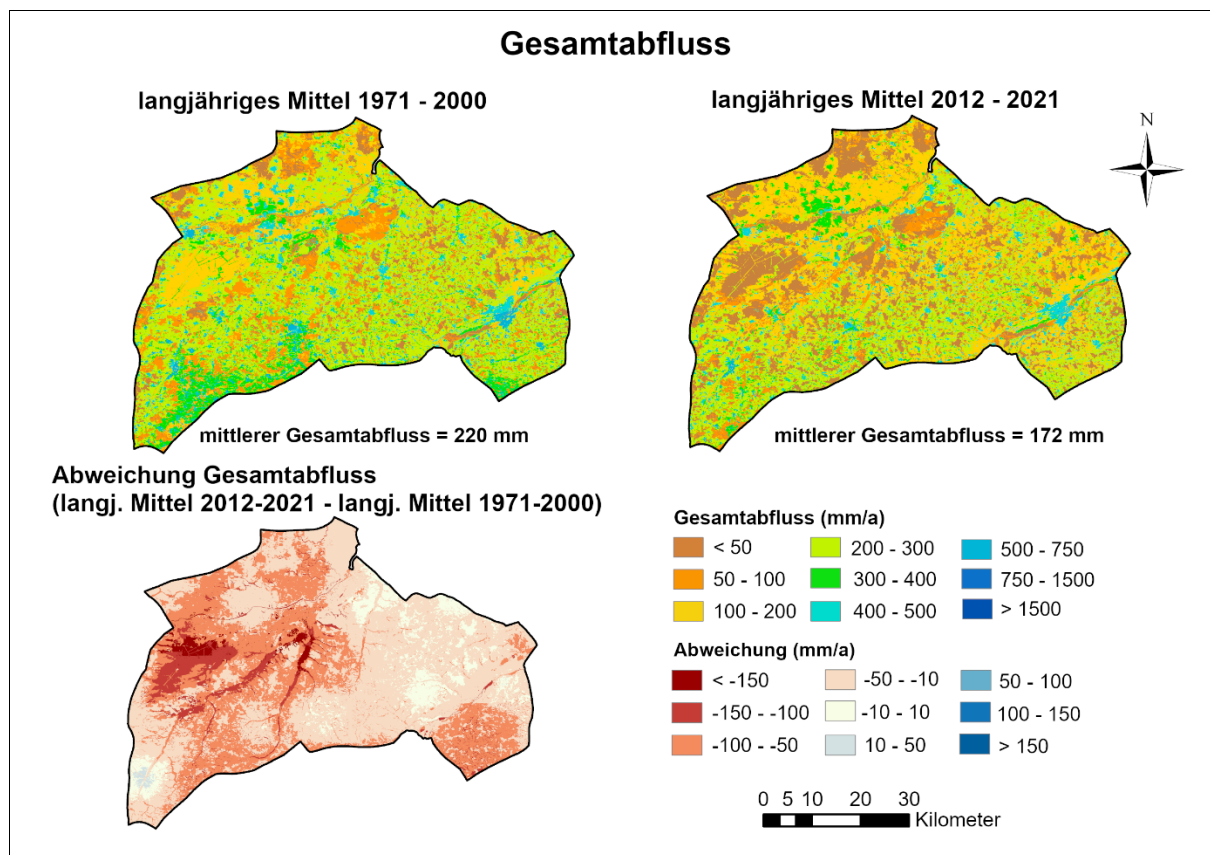 Gesamtabfluss
langjähriges Mittel 1971 - 2000
langjähriges Mittel 2012 - 2021
N
mittlerer Gesamtabfluss = 220 mm
mittlerer Gesamtabfluss = 172 mm
Abweichung Gesamtabfluss
(langj. Mittel 2012-2021 - langj. Mittel 1971-2000)
Gesamtabfluss (mm/a)
< 50
200 - 300
500 - 750
50 - 100
300 - 400
750 - 1500
100 - 200
400 - 500
> 1500
Abweichung (mm/a)
< -150
-50 - -10
50 - 100
-150 - -100
-10 - 10
100 - 150
-100 - -50
10 - 50
> 150
0 5 10 20 30
Kilometer